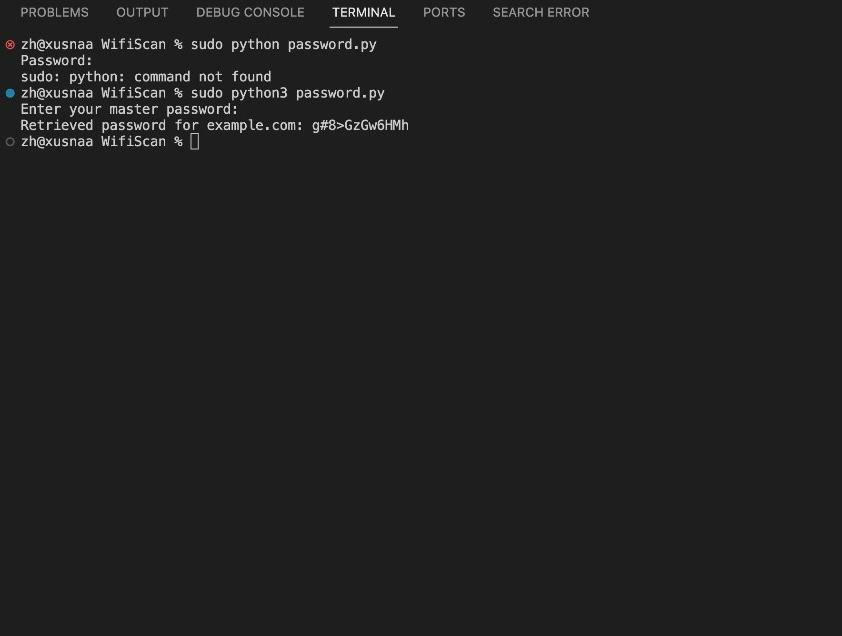 PROBLEMS OUTPUT DEBUG CONSOLE TERMINAL PORTS SEARCH ERROR
zh@xusnaa WifiScan % sudo python password.py
Password:
sudo: python: command not found
zh@xusnaa WifiScan % sudo python3 password.py
Enter your master password:
Retrieved password for example.com: g#8>GzGw6HMh
zh@xusnaa WifiScan %